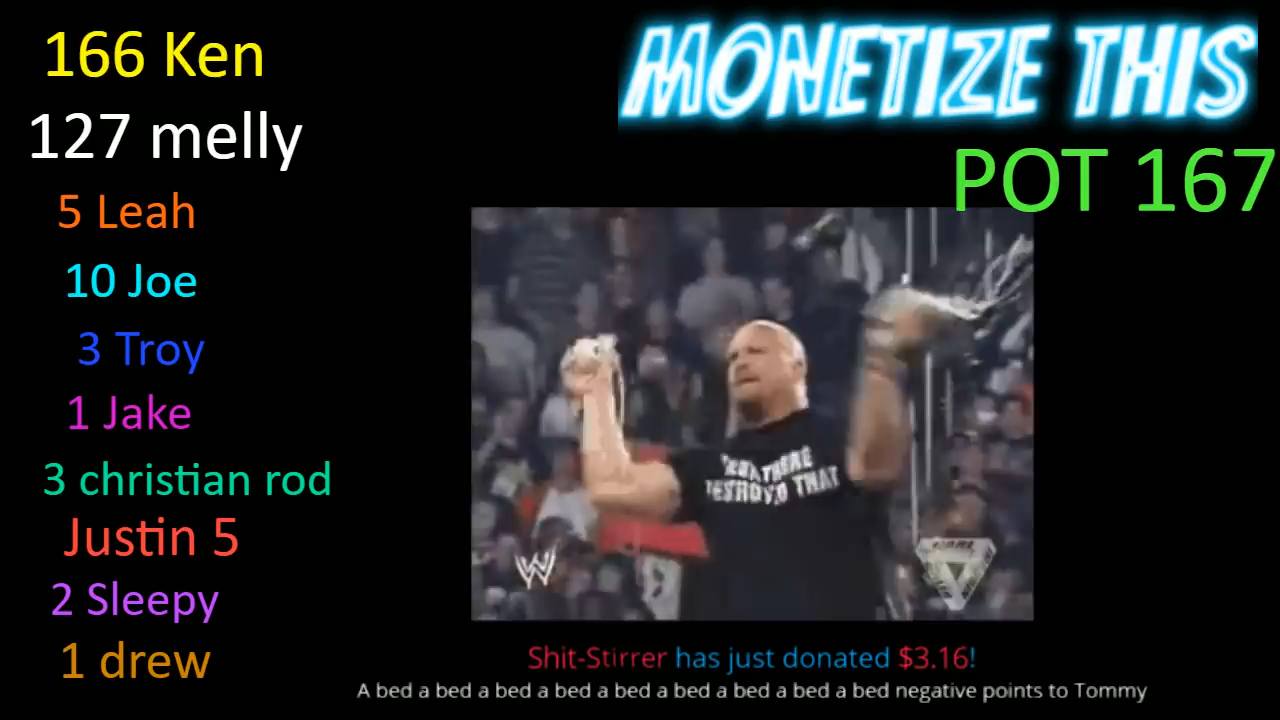 166 Ken
127 melly
5 Leah
10 Joe
3 Troy
1 Jake
3 christian rod
Justin 5
2 Sleepy
1 drew
MONETIZE THIS
POT 167
THAT
W
Shit-Stirrer has just donated $3.16!
A bed a bed a bed a bed a bed a bed a bed a bed a bed negative points to Tommy